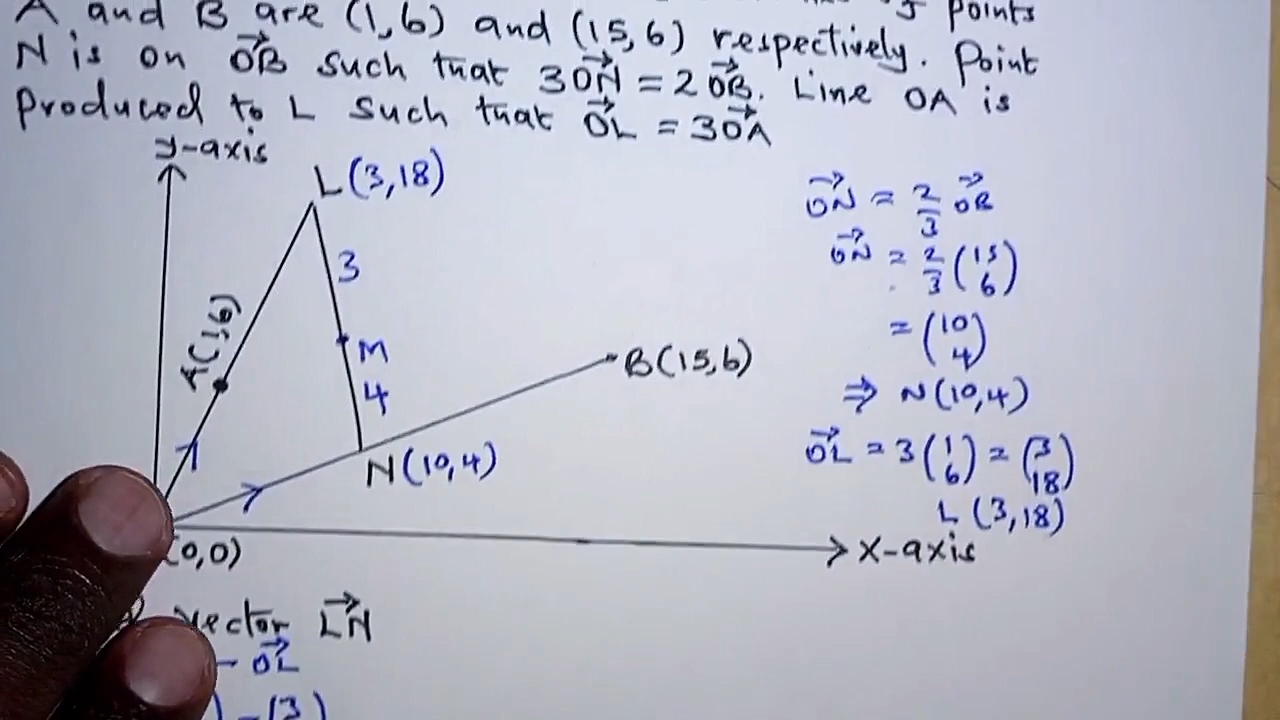 A and B are (1,6) and (15,6) respectively. Point
points
N is on OB⃗ such that 3ON⃗ = 2OB⃗. Line OA is
produced to L such that OL⃗ = 3OA⃗
y-axis
L(3,18)
3
A(1,6)
M
4
B(15,6)
N(10,4)
(0,0)
x-axis
ON⃗ = 2/3 OB⃗
ON⃗ = 2/3 (15 6)
= (10 4)
⇒ N(10,4)
OL⃗ = 3(1 6) = (3 18)
L(3,18)
vector LN⃗
- OL⃗
) - (3 )